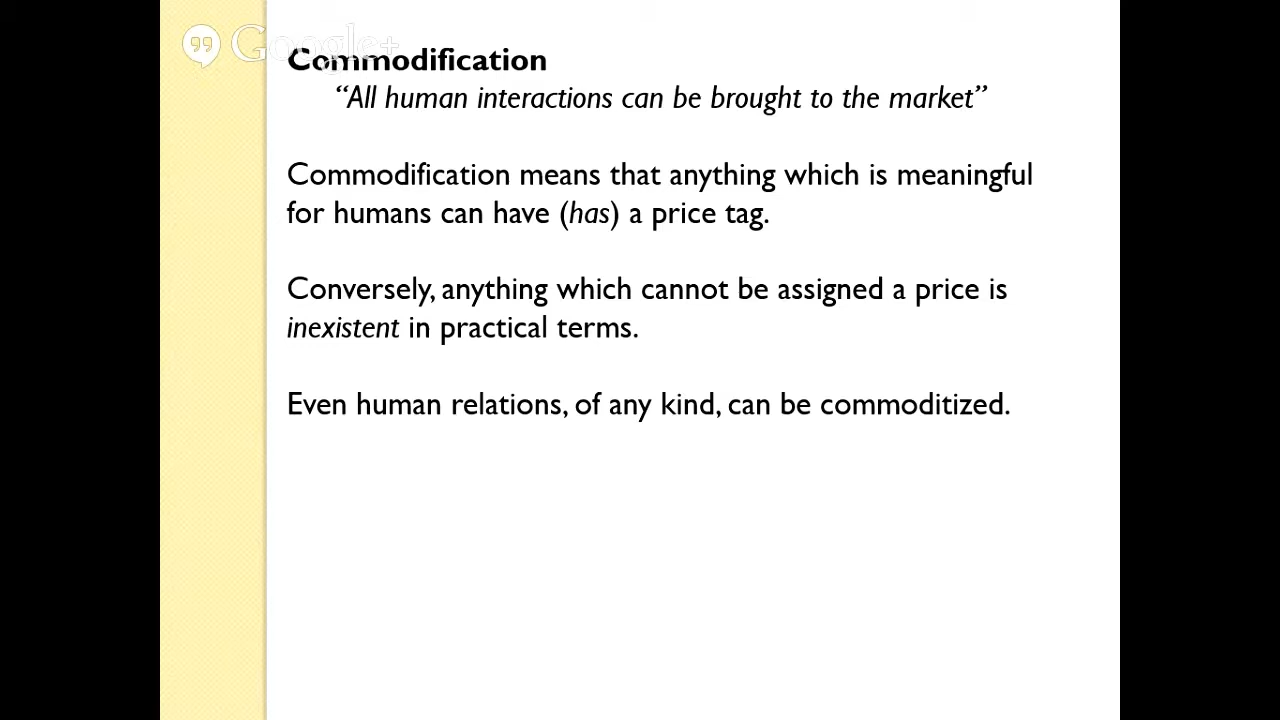 Google+
Commodification
“All human interactions can be brought to the market”
Commodification means that anything which is meaningful
for humans can have (has) a price tag.
Conversely, anything which cannot be assigned a price is
inexistent in practical terms.
Even human relations, of any kind, can be commoditized.